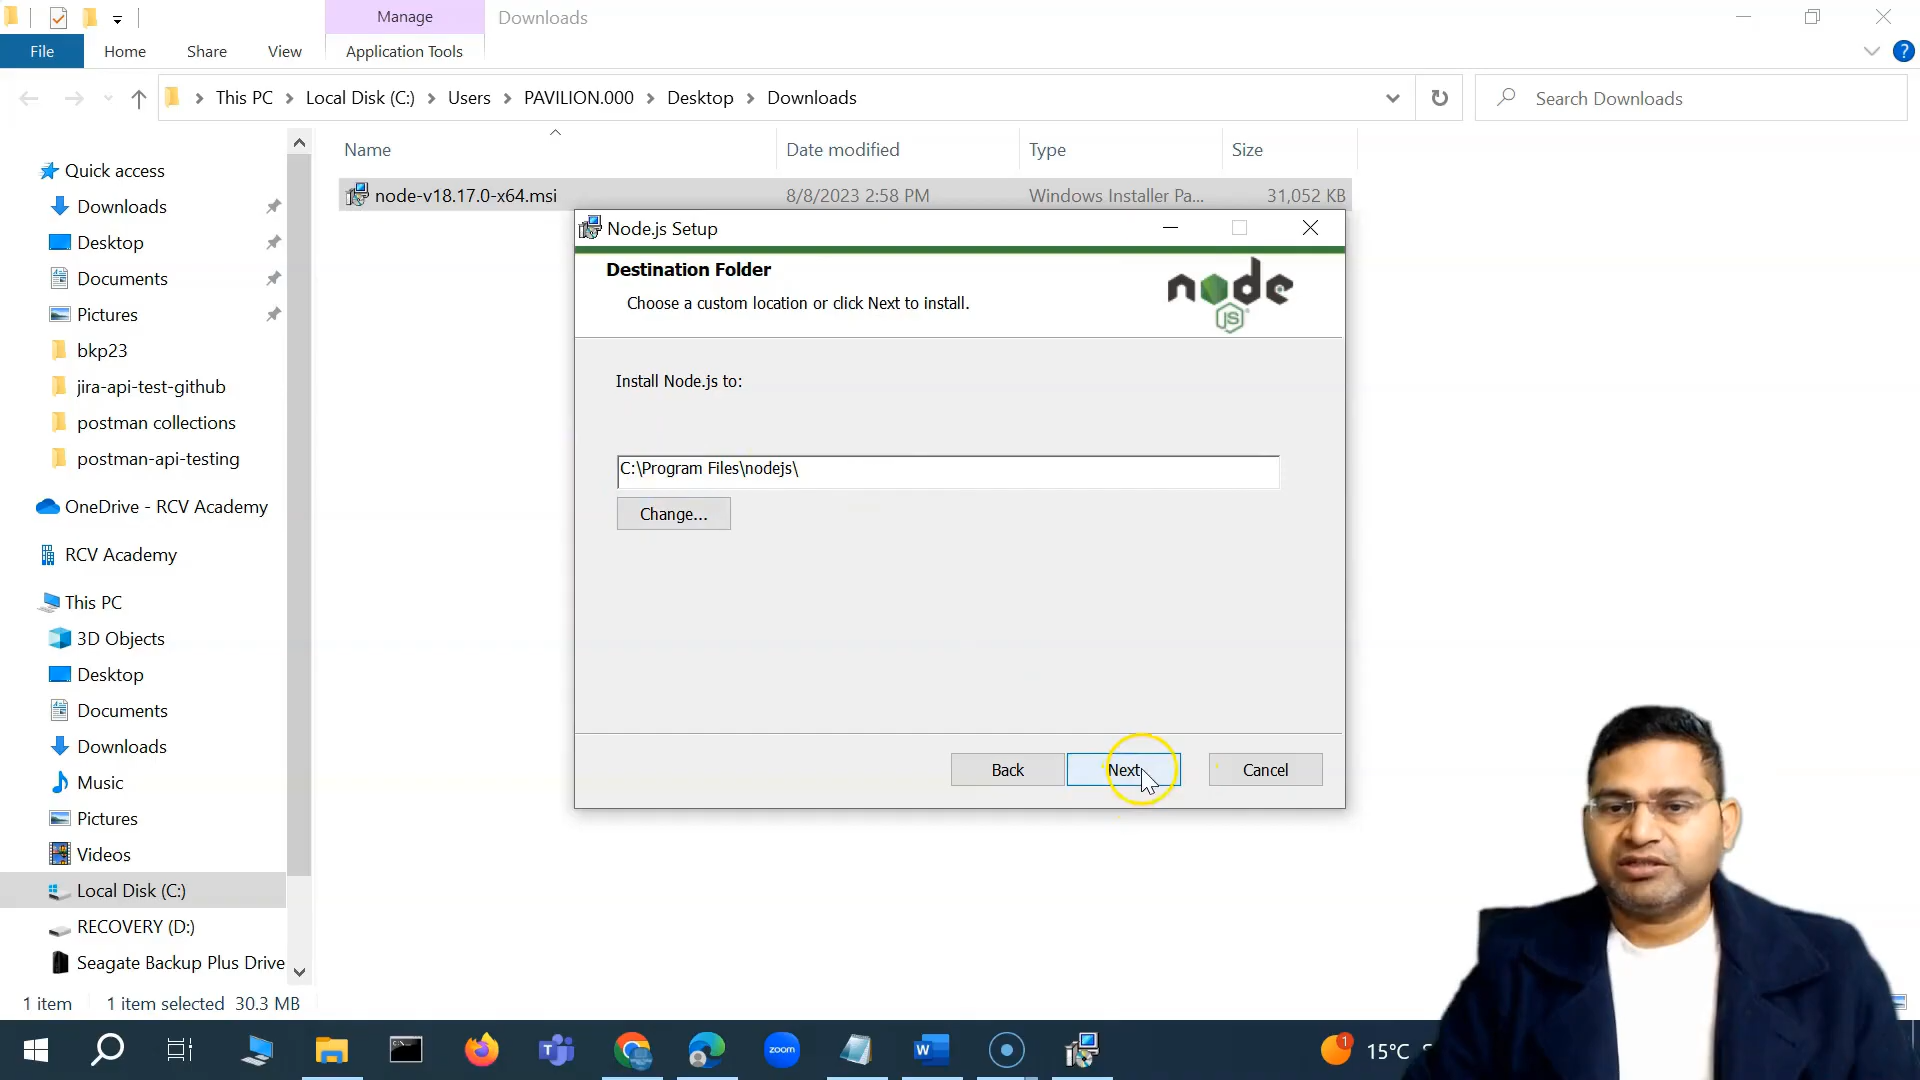 Manage
Downloads
File
Home
Share
View
Application Tools
This PC
Local Disk (C:)
Users
PAVILION.000
Desktop
Downloads
Search Downloads
Name
Date modified
Type
Size
node-v18.17.0-x64.msi
8/8/2023 2:58 PM
Windows Installer Pa...
31,052 KB
Quick access
Downloads
Desktop
Documents
Pictures
bkp23
jira-api-test-github
postman collections
postman-api-testing
OneDrive - RCV Academy
RCV Academy
This PC
3D Objects
Desktop
Documents
Downloads
Music
Pictures
Videos
Local Disk (C:)
RECOVERY (D:)
Seagate Backup Plus Drive
Node.js Setup
Destination Folder
Choose a custom location or click Next to install.
node
JS
Install Node.js to:
C:\Program Files\nodejs\
Change...
Back
Next
Cancel
1 item
1 item selected 30.3 MB
zoom
1
15°C